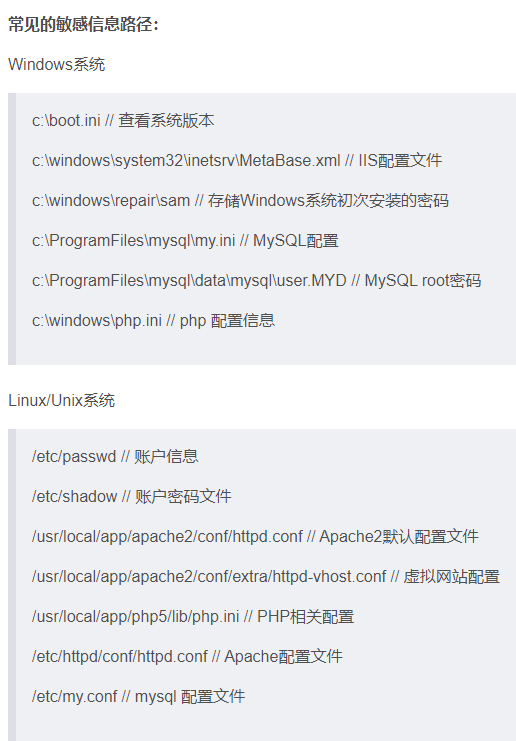 常见的敏感信息路径：
Windows系统
c:\boot.ini // 查看系统版本
c:\windows\system32\inetsrv\MetaBase.xml // IIS配置文件
c:\windows\repair\sam // 存储Windows系统初次安装的密码
c:\ProgramFiles\mysql\my.ini // MySQL配置
c:\ProgramFiles\mysql\data\mysql\user.MYD // MySQL root密码
c:\windows\php.ini // php 配置信息
Linux/Unix系统
/etc/passwd // 账户信息
/etc/shadow // 账户密码文件
/usr/local/app/apache2/conf/httpd.conf // Apache2默认配置文件
/usr/local/app/apache2/conf/extra/httpd-vhost.conf // 虚拟网站配置
/usr/local/app/php5/lib/php.ini // PHP相关配置
/etc/httpd/conf/httpd.conf // Apache配置文件
/etc/my.conf // mysql 配置文件